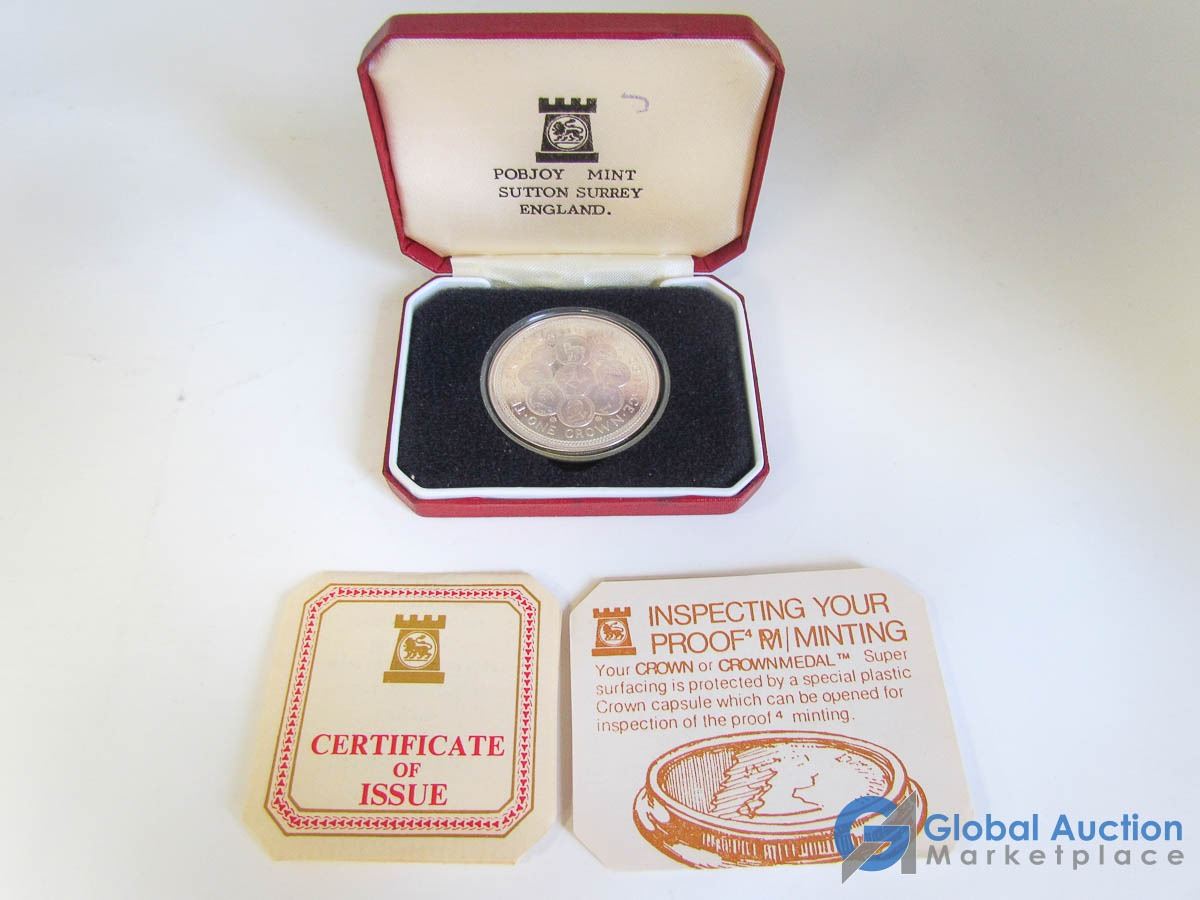 POBJOY MINT
SUTTON SURREY
ENGLAND.
ONE CROWN
CERTIFICATE
OF
ISSUE
INSPECTING YOUR
PROOF⁴ PM/MINTING
Your CROWN or CROWNMEDAL™ Super
surfacing is protected by a special plastic
Crown capsule which can be opened for
inspection of the proof⁴ minting.
Global Auction
Marketplace